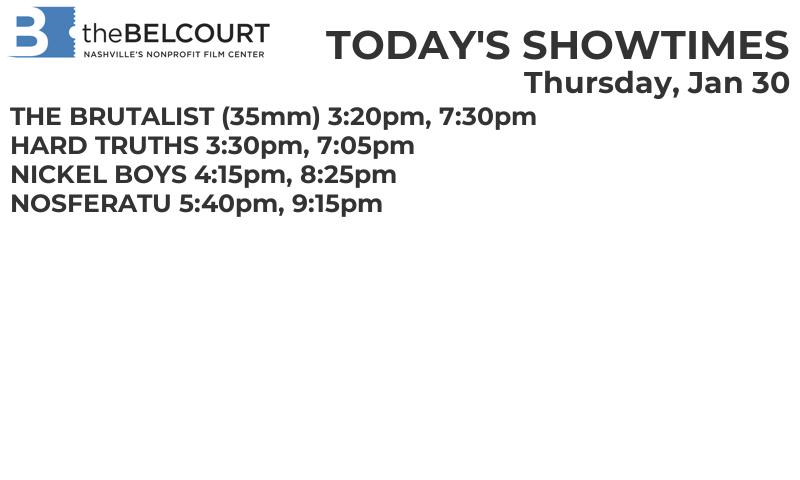 B theBELCOURT
NASHVILLE'S NONPROFIT FILM CENTER
TODAY'S SHOWTIMES
Thursday, Jan 30
THE BRUTALIST (35mm) 3:20pm, 7:30pm
HARD TRUTHS 3:30pm, 7:05pm
NICKEL BOYS 4:15pm, 8:25pm
NOSFERATU 5:40pm, 9:15pm